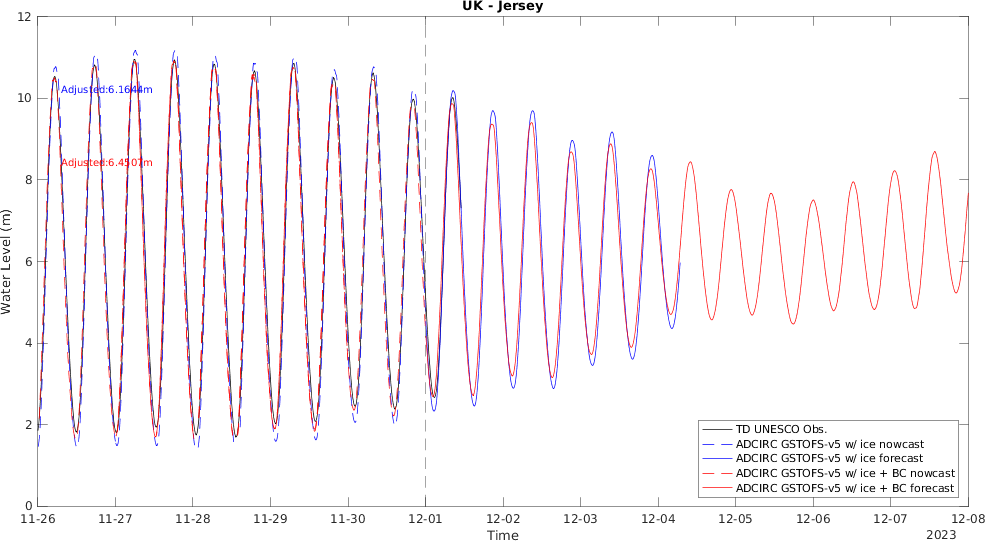 UK - Jersey
12
10
8
6
4
2
0
Water Level (m)
Adjusted:6.1644m
Adjusted:6.4507m
TD UNESCO Obs.
ADCIRC GSTOFS-v5 w/ ice nowcast
ADCIRC GSTOFS-v5 w/ ice forecast
ADCIRC GSTOFS-v5 w/ ice + BC nowcast
ADCIRC GSTOFS-v5 w/ ice + BC forecast
11-26 11-27 11-28 11-29 11-30 12-01 12-02 12-03 12-04 12-05 12-06 12-07 12-08
Time
2023